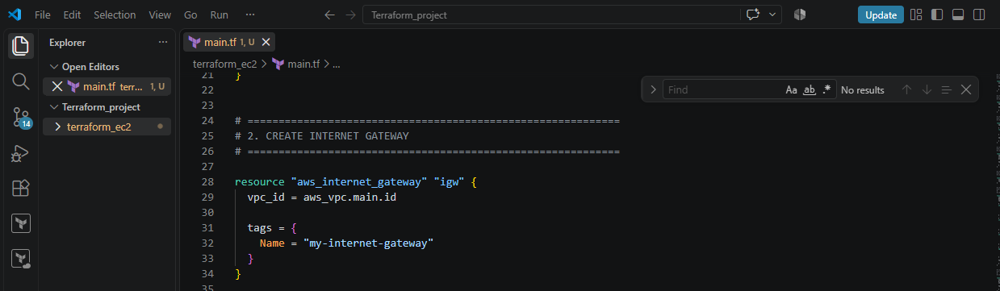 File Edit Selection View Go Run ··· Terraform_project Update
Explorer ···
Open Editors
main.tf terr... 1, U
Terraform_project
terraform_ec2
14
main.tf 1, U
terraform_ec2 > main.tf > ...
Find Aa ab .* No results
21 }
22
23
24 # ============================================================
25 # 2. CREATE INTERNET GATEWAY
26 # ============================================================
27
28 resource "aws_internet_gateway" "igw" {
29 vpc_id = aws_vpc.main.id
30
31 tags = {
32 Name = "my-internet-gateway"
33 }
34 }
35